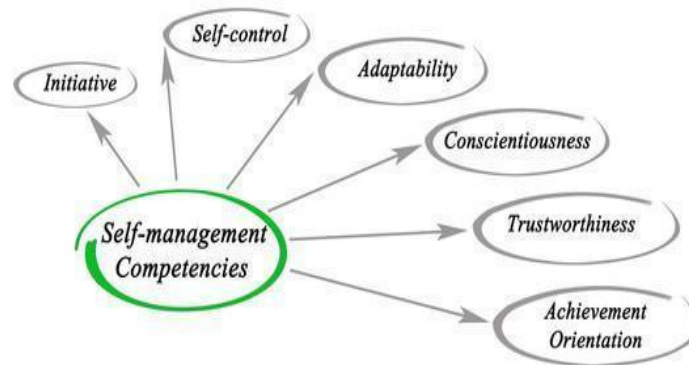 Self-control
Initiative
Adaptability
Conscientiousness
Self-management
Competencies
Trustworthiness
Achievement
Orientation